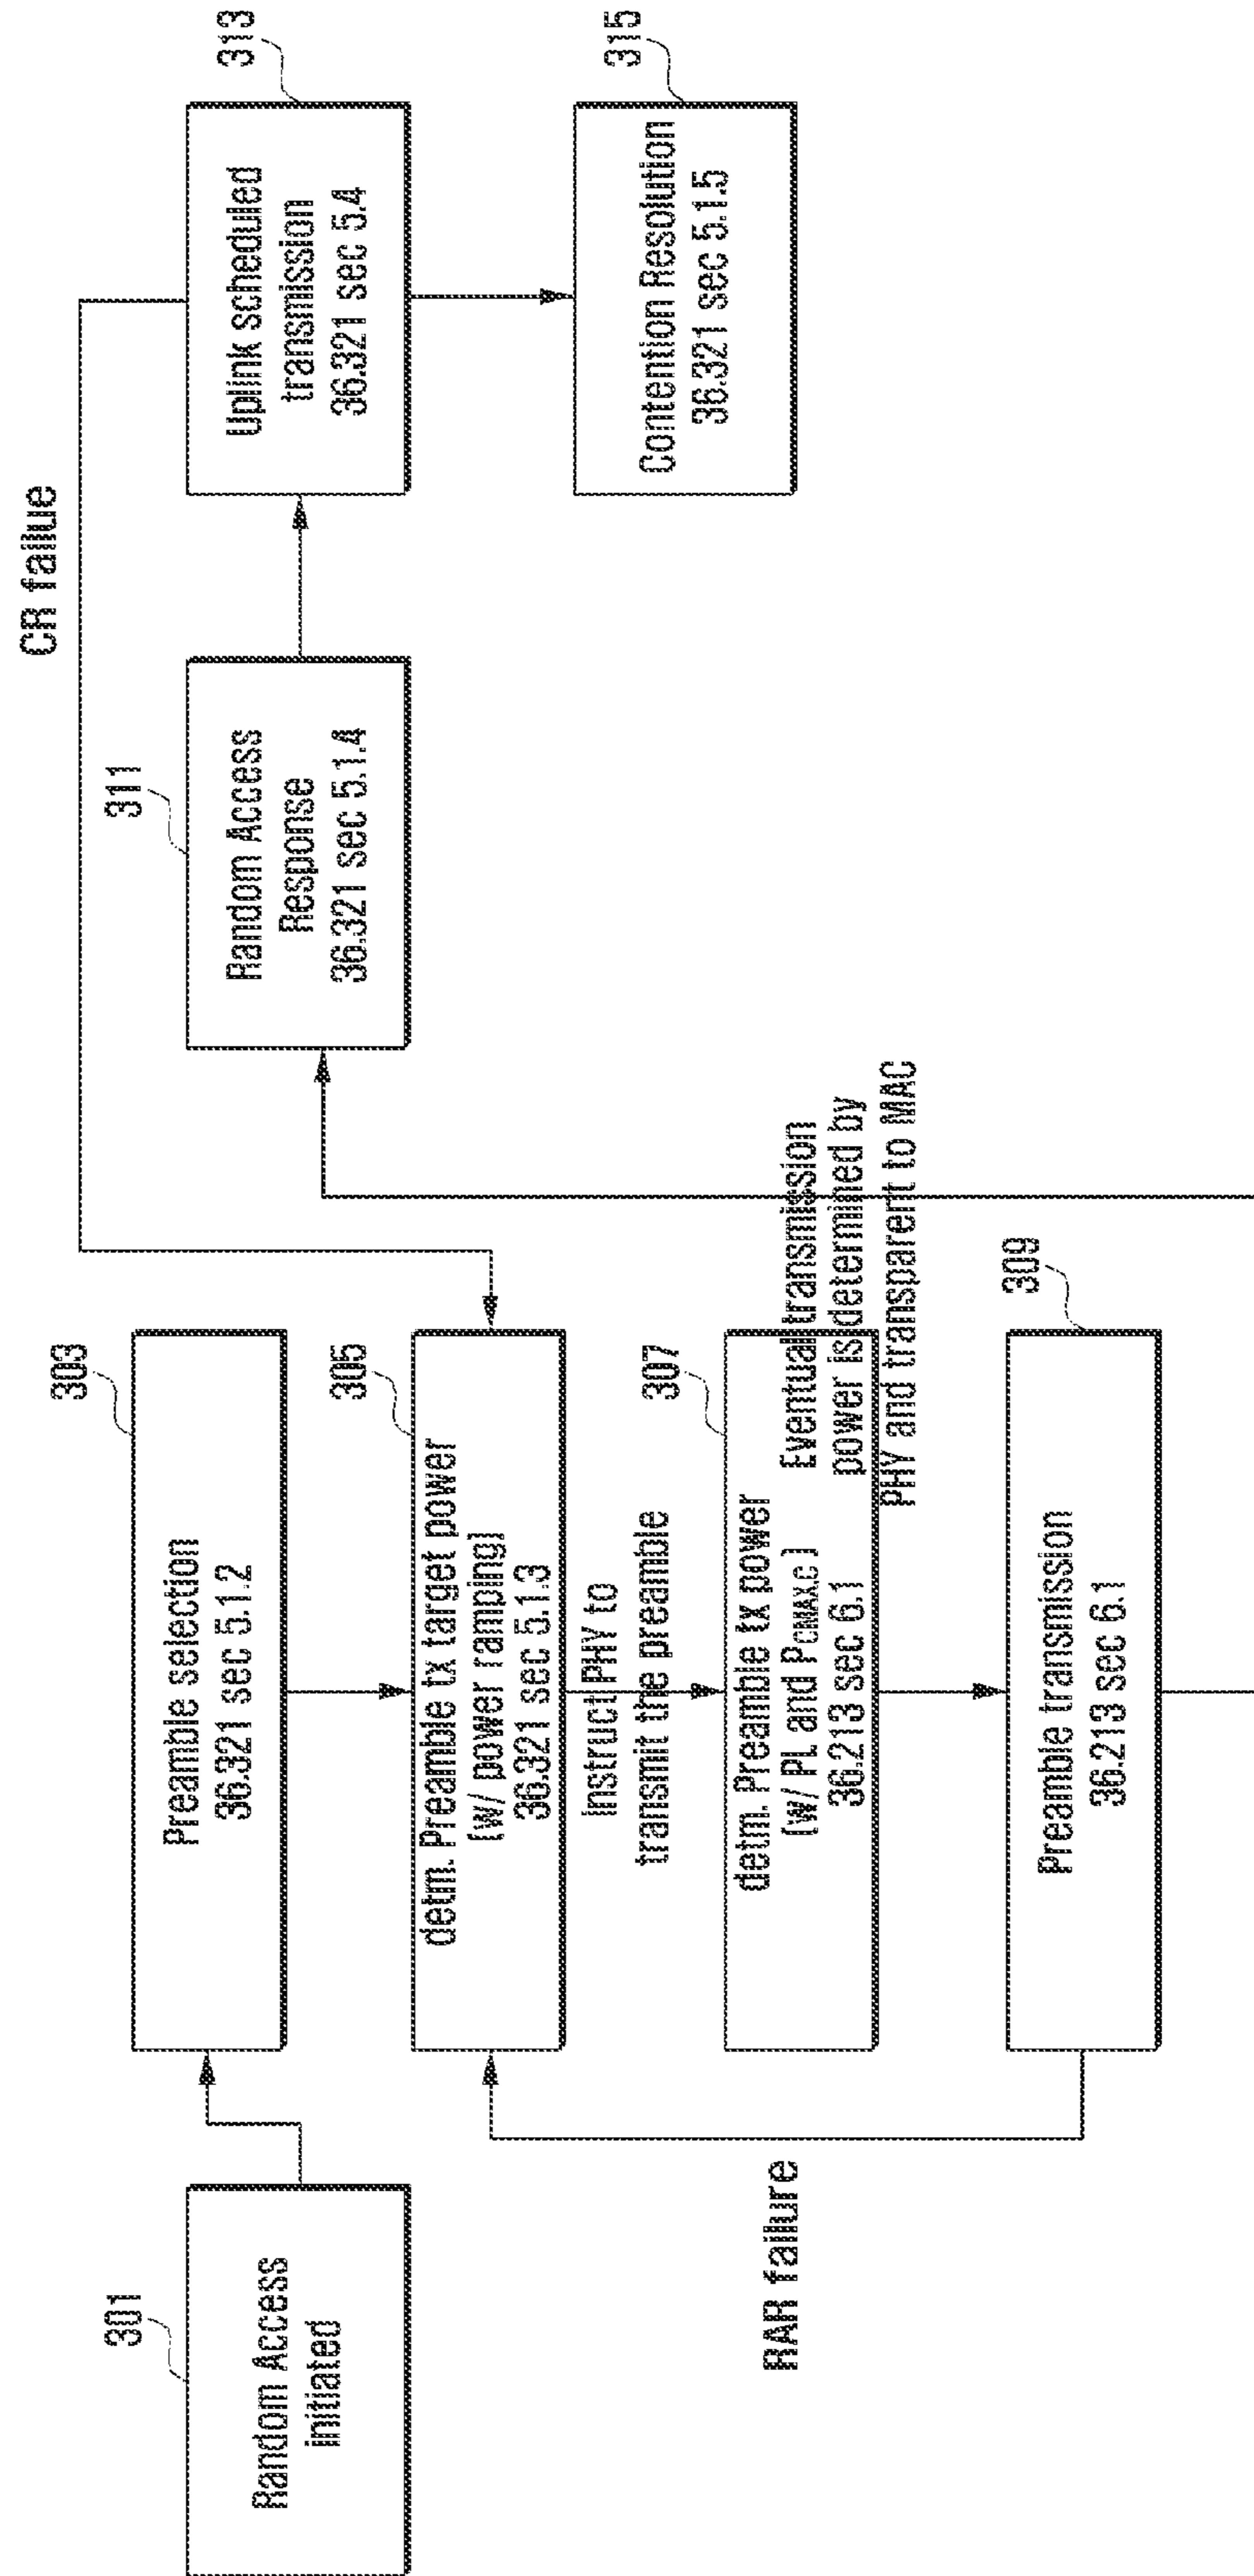 301
Random Access
initiated
303
Preamble selection
36.321 sec 5.1.2
305
detm. Preamble tx target power
(w/ power ramping)
36.321 sec 5.1.3
instruct PHY to
transmit the preamble
307
detm. Preamble tx power
(w/ PL and PCMAX,c)
36.213 sec 6.1
Eventual transmission
power is determined by
PHY and transparent to MAC
309
Preamble transmission
36.213 sec 6.1
RAR failure
311
Random Access
Response
36.321 sec 5.1.4
CR failue
313
Uplink scheduled
transmission
36.321 sec 5.4
315
Contention Resolution
36.321 sec 5.1.5